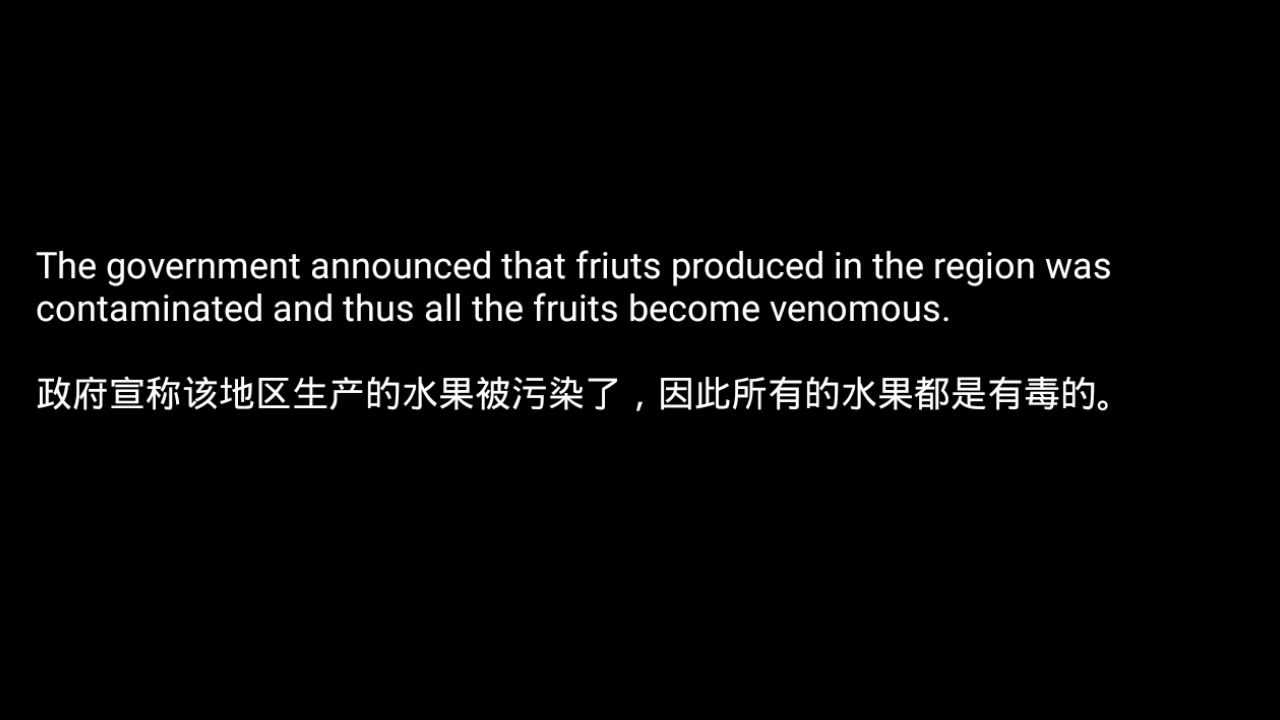 The government announced that friuts produced in the region was
contaminated and thus all the fruits become venomous.
政府宣称该地区生产的水果被污染了，因此所有的水果都是有毒的。